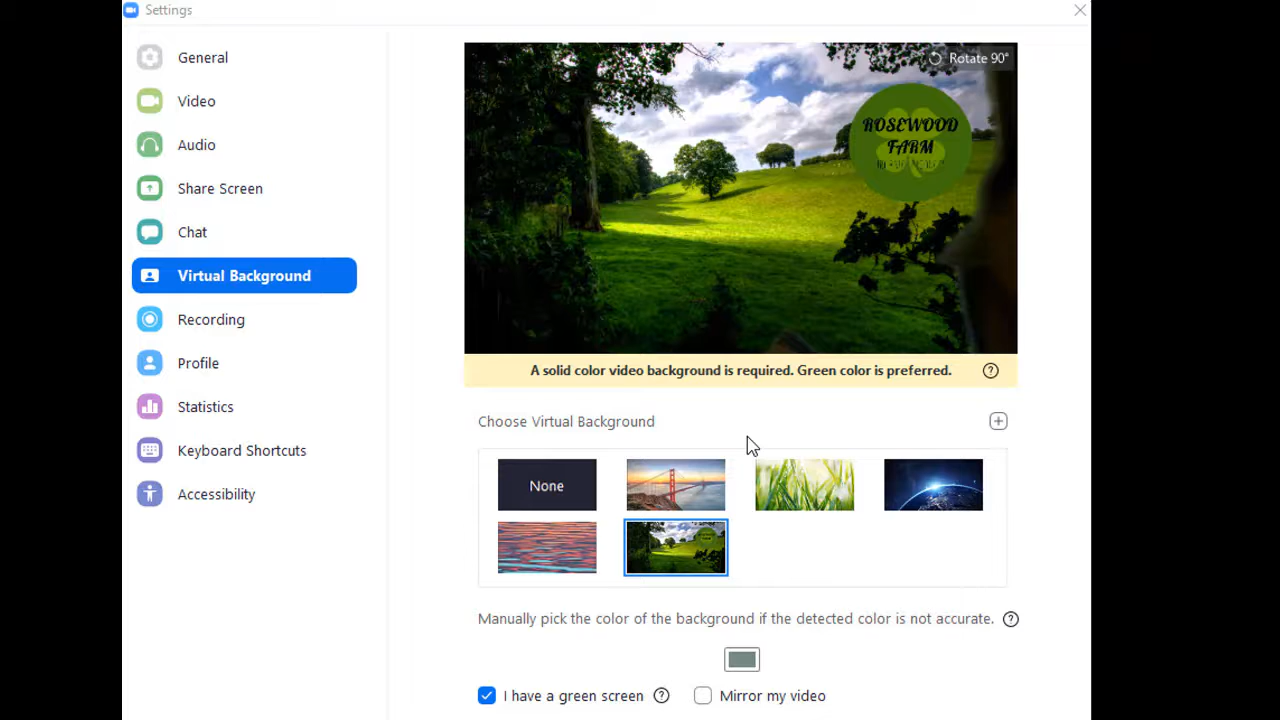 Settings
General
Video
Audio
Share Screen
Chat
Virtual Background
Recording
Profile
Statistics
Keyboard Shortcuts
Accessibility
Rotate 90°
ROSEWOOD
FARM
A solid color video background is required. Green color is preferred.
Choose Virtual Background
None
Manually pick the color of the background if the detected color is not accurate.
I have a green screen
Mirror my video